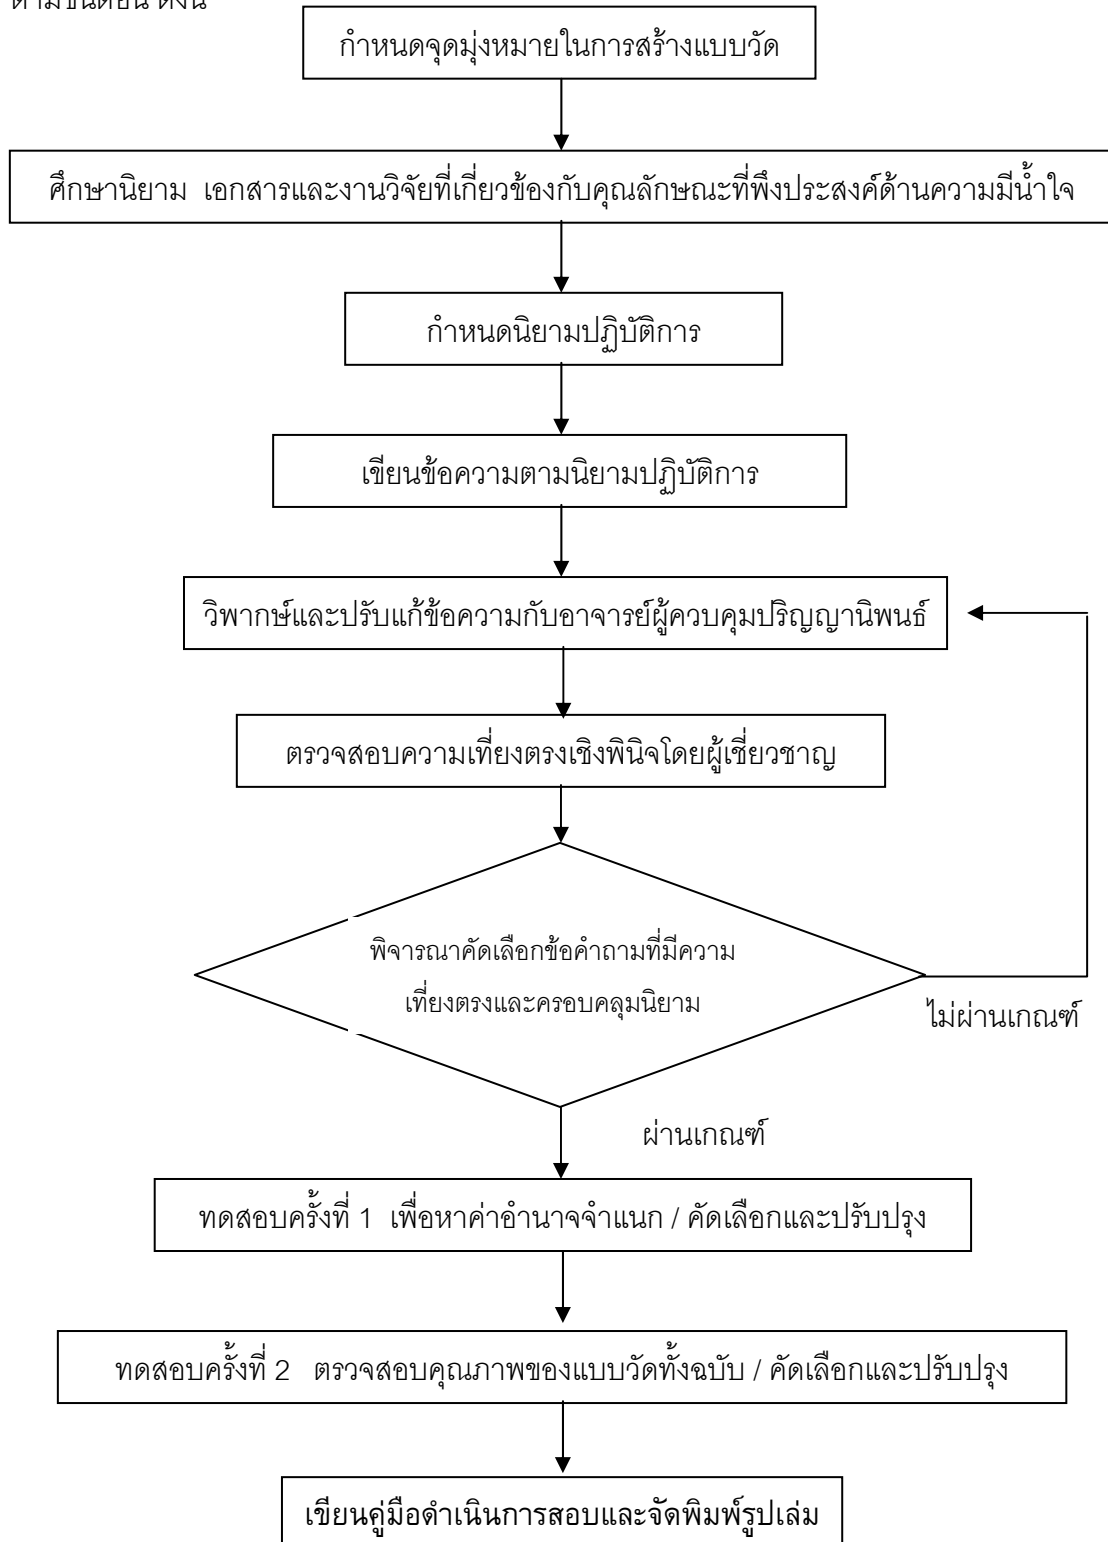 ตามขั้นตอน ดังนี้
กำหนดจุดมุ่งหมายในการสร้างแบบวัด
ศึกษานิยาม เอกสารและงานวิจัยที่เกี่ยวข้องกับคุณลักษณะที่พึงประสงค์ด้านความมีน้ำใจ
กำหนดนิยามปฏิบัติการ
เขียนข้อความตามนิยามปฏิบัติการ
วิพากษ์และปรับแก้ข้อความกับอาจารย์ผู้ควบคุมปริญญานิพนธ์
ตรวจสอบความเที่ยงตรงเชิงพินิจโดยผู้เชี่ยวชาญ
พิจารณาคัดเลือกข้อคำถามที่มีความ
เที่ยงตรงและครอบคลุมนิยาม
ไม่ผ่านเกณฑ์
ผ่านเกณฑ์
ทดสอบครั้งที่ 1 เพื่อหาค่าอำนาจจำแนก / คัดเลือกและปรับปรุง
ทดสอบครั้งที่ 2 ตรวจสอบคุณภาพของแบบวัดทั้งฉบับ / คัดเลือกและปรับปรุง
เขียนคู่มือดำเนินการสอบและจัดพิมพ์รูปเล่ม